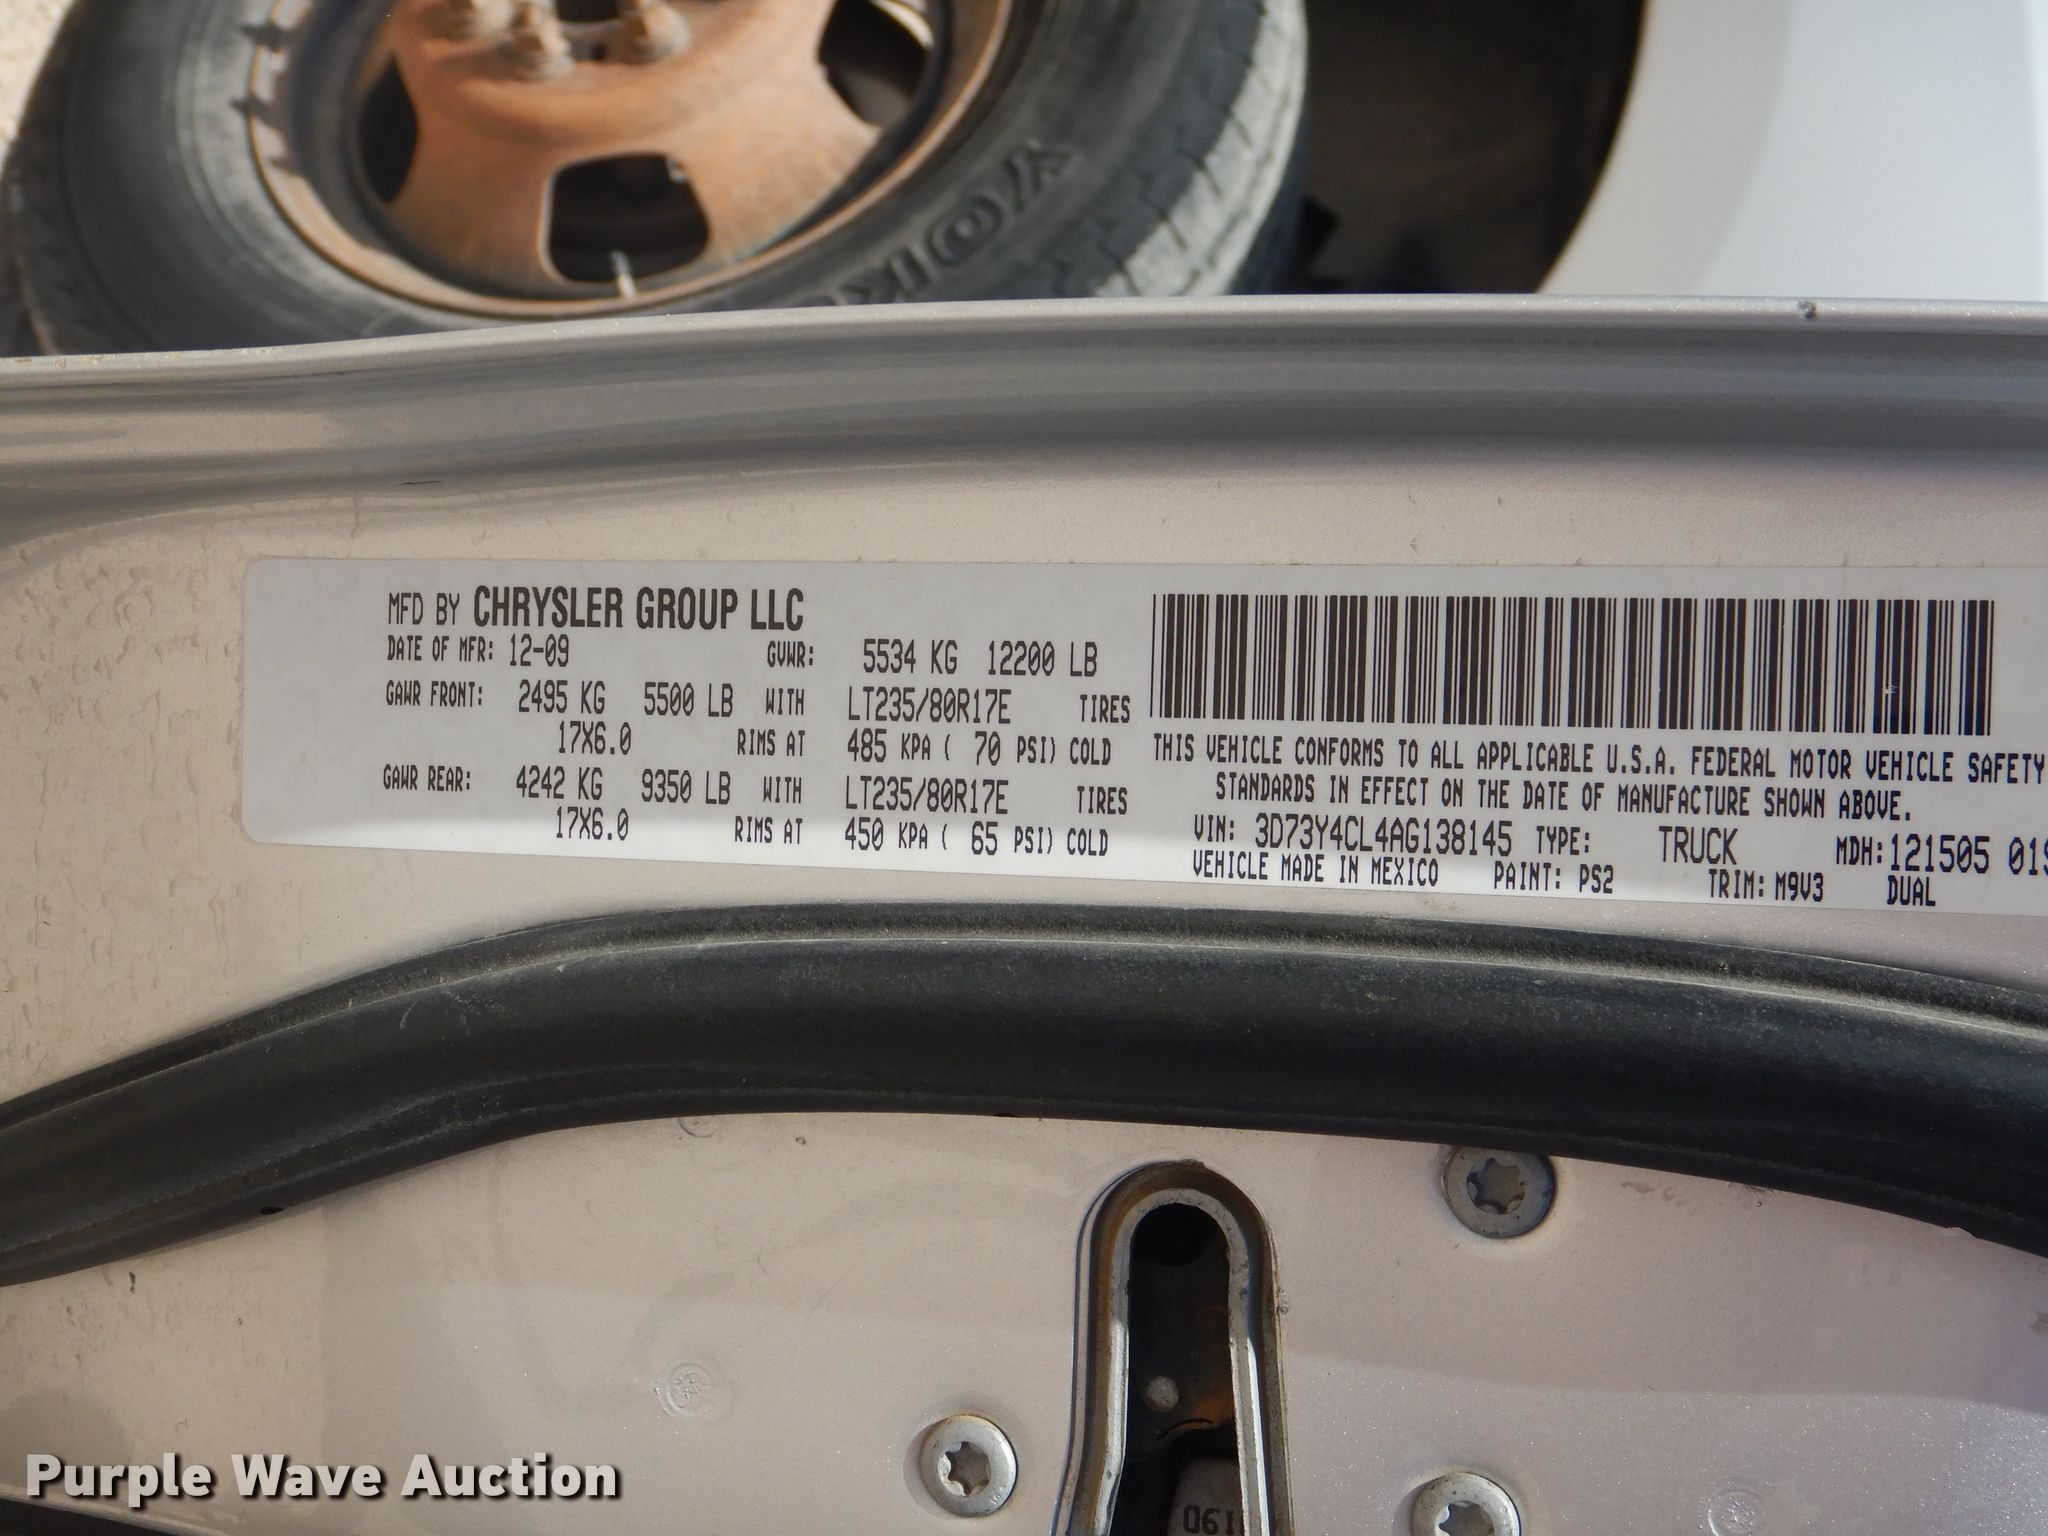 YOK
MFD BY CHRYSLER GROUP LLC
DATE OF MFR: 12-09 GVWR: 5534 KG 12200 LB
GAWR FRONT: 2495 KG 5500 LB WITH LT235/80R17E TIRES
17X6.0 RIMS AT 485 KPA ( 70 PSI) COLD
GAWR REAR: 4242 KG 9350 LB WITH LT235/80R17E TIRES
17X6.0 RIMS AT 450 KPA ( 65 PSI) COLD
THIS VEHICLE CONFORMS TO ALL APPLICABLE U.S.A. FEDERAL MOTOR VEHICLE SAFETY
STANDARDS IN EFFECT ON THE DATE OF MANUFACTURE SHOWN ABOVE.
VIN: 3D73Y4CL4AG138145 TYPE: TRUCK MDH: 121505 01
VEHICLE MADE IN MEXICO PAINT: PS2 TRIM: M9V3 DUAL
Purple Wave Auction